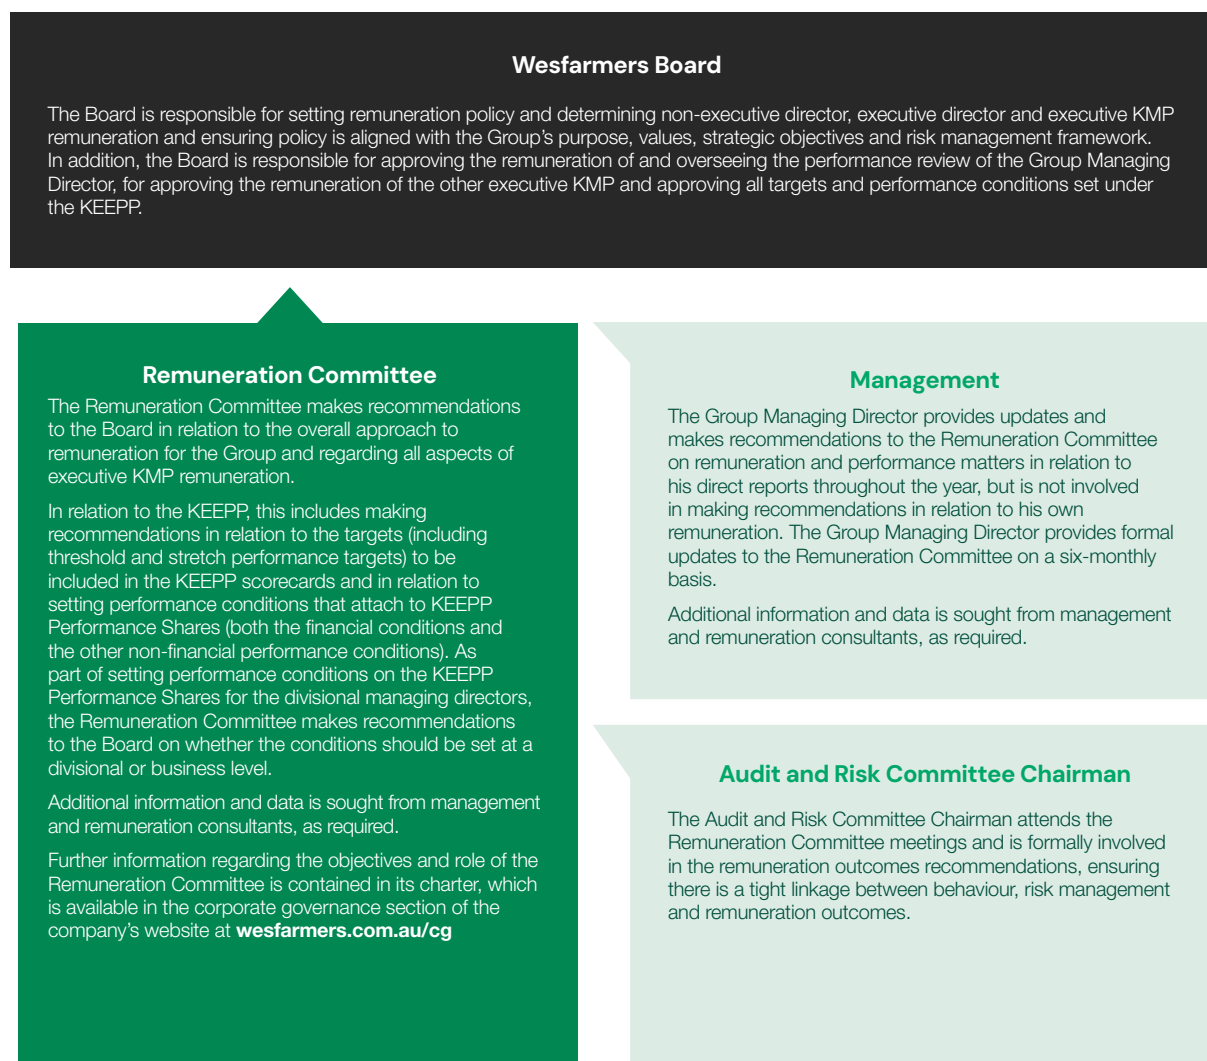 Wesfarmers Board
The Board is responsible for setting remuneration policy and determining non-executive director, executive director and executive KMP
remuneration and ensuring policy is aligned with the Group's purpose, values, strategic objectives and risk management framework.
In addition, the Board is responsible for approving the remuneration of and overseeing the performance review of the Group Managing
Director, for approving the remuneration of the other executive KMP and approving all targets and performance conditions set under
the KEEPP.
Remuneration Committee
The Remuneration Committee makes recommendations
to the Board in relation to the overall approach to
remuneration for the Group and regarding all aspects of
executive KMP remuneration.
In relation to the KEEPP, this includes making
recommendations in relation to the targets (including
threshold and stretch performance targets) to be
included in the KEEPP scorecards and in relation to
setting performance conditions that attach to KEEPP
Performance Shares (both the financial conditions and
the other non-financial performance conditions). As
part of setting performance conditions on the KEEPP
Performance Shares for the divisional managing directors,
the Remuneration Committee makes recommendations
to the Board on whether the conditions should be set at a
divisional or business level.
Additional information and data is sought from management
and remuneration consultants, as required.
Further information regarding the objectives and role of the
Remuneration Committee is contained in its charter, which
is available in the corporate governance section of the
company's website at wesfarmers.com.au/cg
Management
The Group Managing Director provides updates and
makes recommendations to the Remuneration Committee
on remuneration and performance matters in relation to
his direct reports throughout the year, but is not involved
in making recommendations in relation to his own
remuneration. The Group Managing Director provides formal
updates to the Remuneration Committee on a six-monthly
basis.
Additional information and data is sought from management
and remuneration consultants, as required.
Audit and Risk Committee Chairman
The Audit and Risk Committee Chairman attends the
Remuneration Committee meetings and is formally involved
in the remuneration outcomes recommendations, ensuring
there is a tight linkage between behaviour, risk management
and remuneration outcomes.